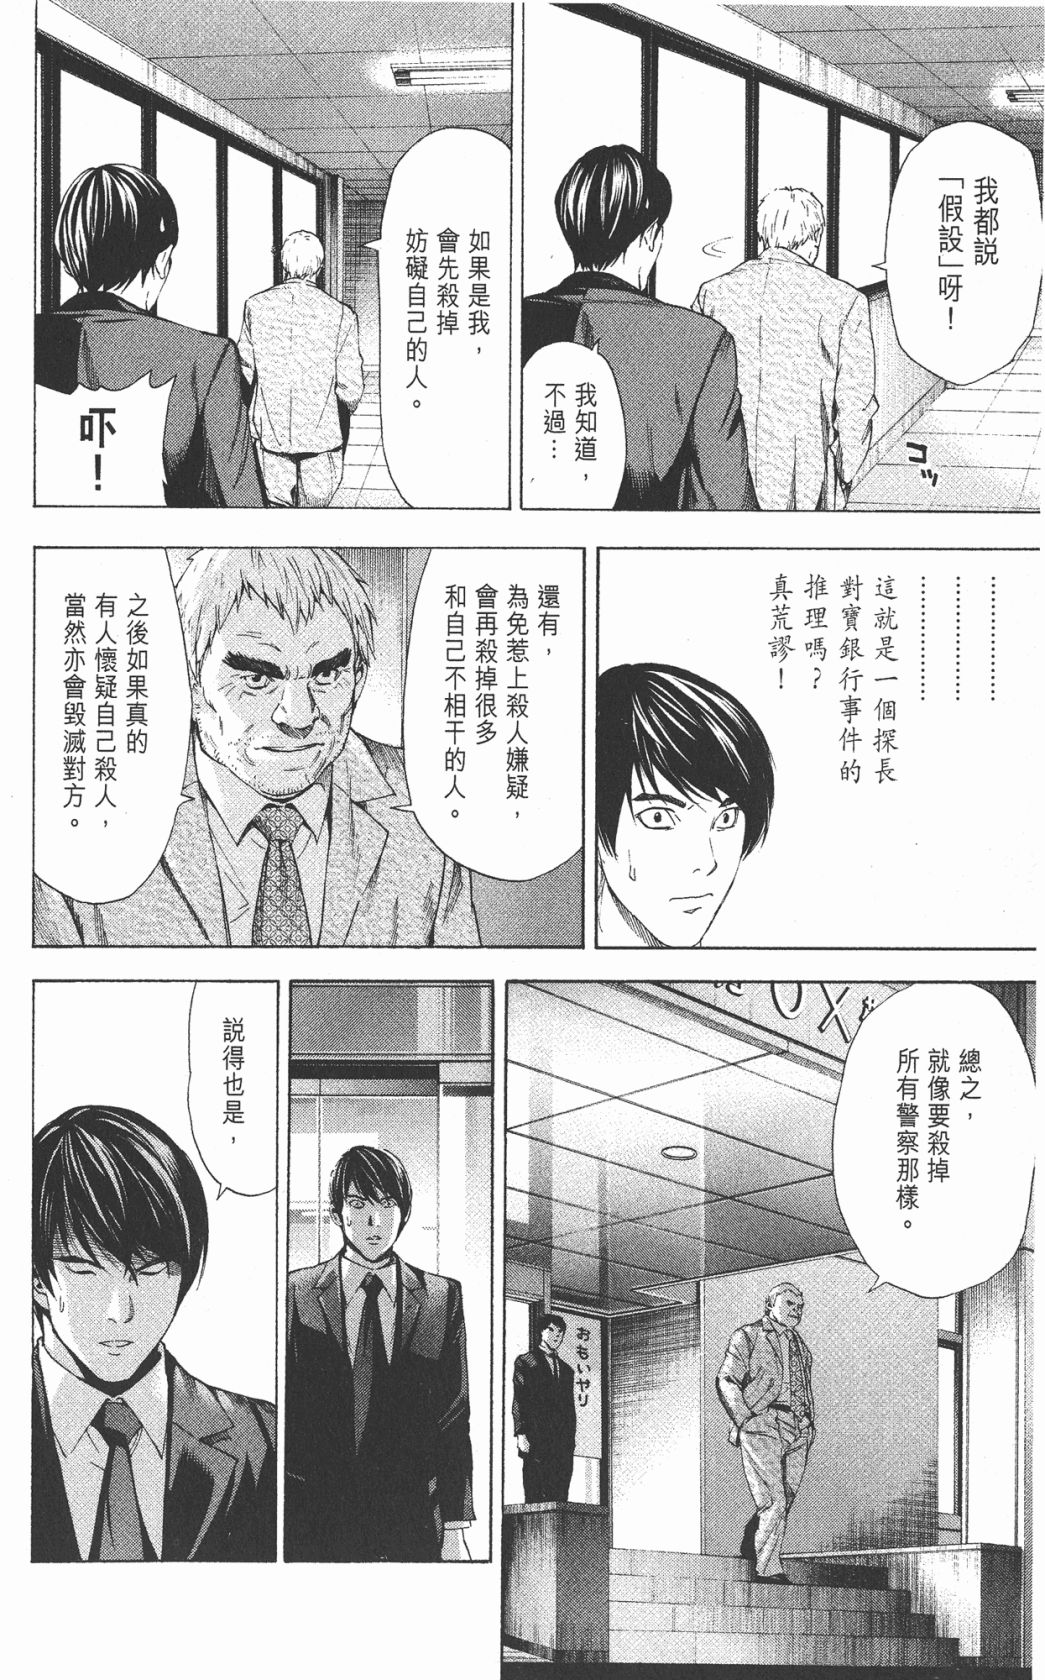 我都說
「假設」呀！
我知道，
不過…
コツ
如果是我，
會先殺掉
妨礙自己的人。
吓！
…………
…………
…………
這就是一個探長
對寶銀行事件的
推理嗎？
真荒謬！
還有，
為免惹上殺人嫌疑，
會再殺掉很多
和自己不相干的人。
之後如果真的
有人懷疑自己殺人，
當然亦會毀滅對方。
總之，
就像要殺掉
所有警察那樣。
OX
おもいヤリ
說得也是，